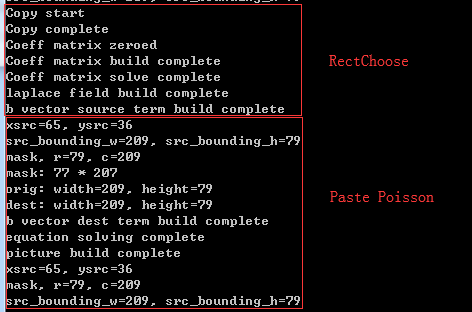 Copy start
Copy complete
Coeff matrix zeroed
Coeff matrix build complete
Coeff matrix solve complete
laplace field build complete
b vector source term build complete
RectChoose
xsrc=65, ysrc=36
src_bounding_w=209, src_bounding_h=79
mask, r=79, c=209
mask: 77 * 207
orig: width=209, height=79
dest: width=209, height=79
b vector dest term build complete
equation solving complete
picture build complete
xsrc=65, ysrc=36
mask, r=79, c=209
src_bounding_w=209, src_bounding_h=79
Paste Poisson